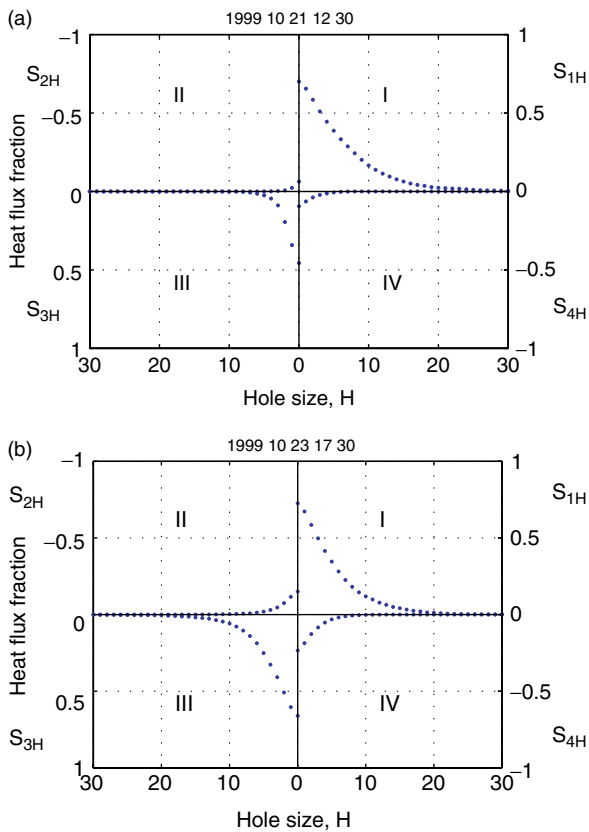 (a)
1999 10 21 12 30
−1
1
S2H
II
I
S1H
−0.5
0.5
Heat flux fraction
0
0
0.5
−0.5
III
IV
S3H
S4H
1
−1
30 20 10 0 10 20 30
Hole size, H
(b)
1999 10 23 17 30
−1
1
S2H
II
I
S1H
−0.5
0.5
Heat flux fraction
0
0
0.5
−0.5
III
IV
S3H
S4H
1
−1
30 20 10 0 10 20 30
Hole size, H